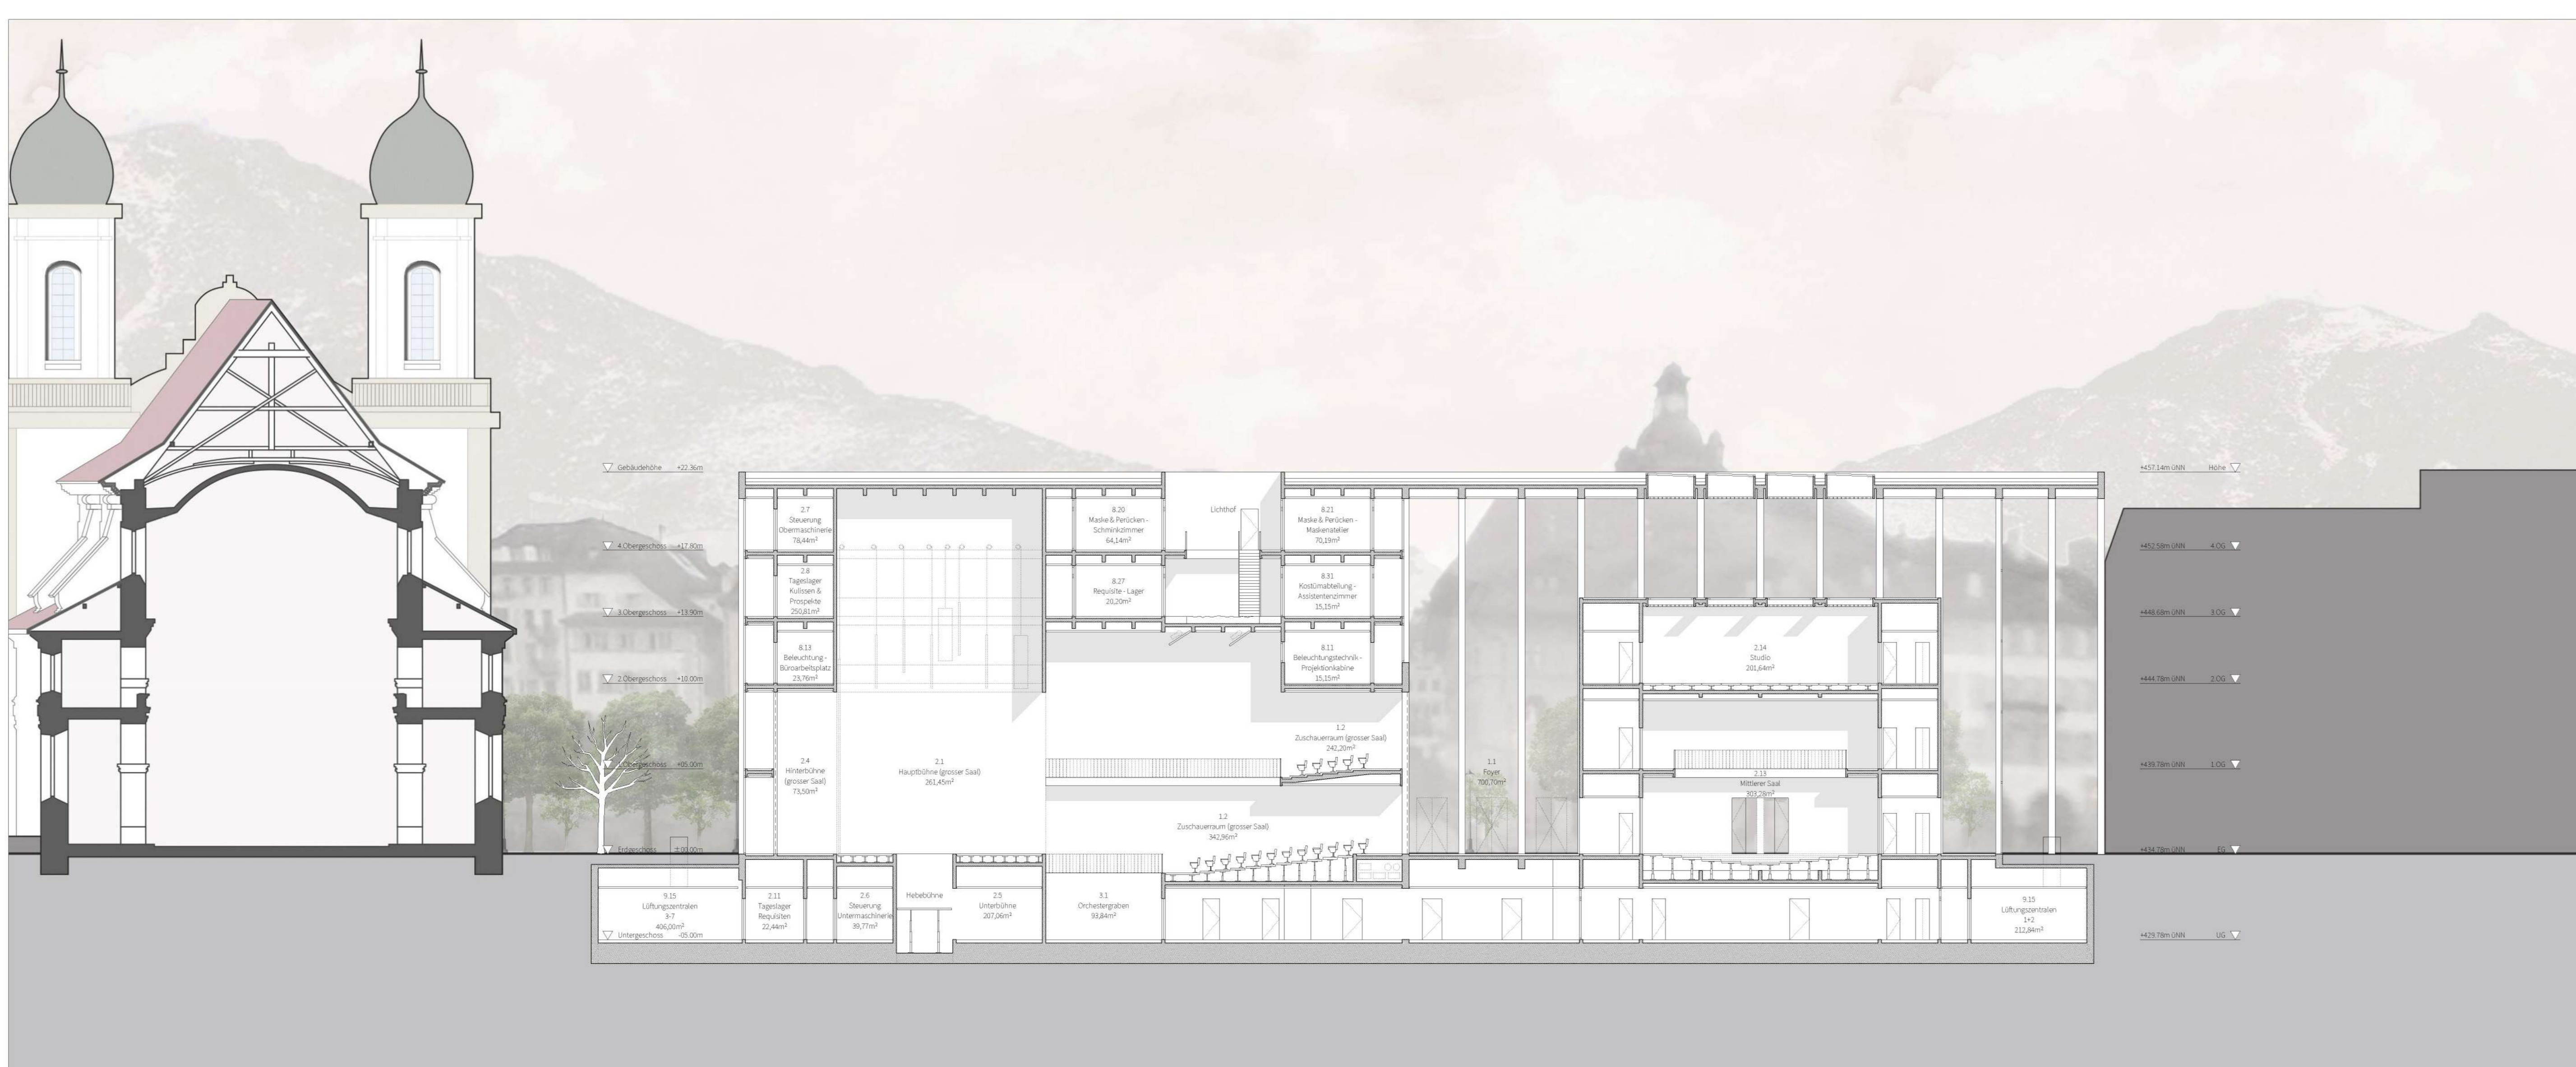 Gebäudehöhe +22.36m
4.Obergeschoss +17.80m
3.Obergeschoss +13.90m
2.Obergeschoss +10.00m
1.Obergeschoss +05.00m
Erdgeschoss ±00.00m
Untergeschoss -05.00m
2.7
Steuerung
Obermaschinerie
78,44m²
2.8
Tageslager
Kulissen &
Prospekte
250,81m²
8.13
Beleuchtung -
Büroarbeitsplatz
23,76m²
2.4
Hinterbühne
(grosser Saal)
73,50m²
2.1
Hauptbühne (grosser Saal)
261,45m²
8.20
Maske & Perücken -
Schminkzimmer
64,14m²
8.27
Requisite - Lager
20,20m²
Lichthof
8.21
Maske & Perücken -
Maskenatelier
70,19m²
8.31
Kostümabteilung -
Assistentenzimmer
15,15m²
8.11
Beleuchtungstechnik -
Projektionkabine
15,15m²
1.2
Zuschauerraum (grosser Saal)
242,20m²
1.2
Zuschauerraum (grosser Saal)
342,96m²
1.1
Foyer
700,70m²
2.14
Studio
201,64m²
2.13
Mittlerer Saal
303,28m²
9.15
Lüftungszentralen
3-7
406,00m²
2.11
Tageslager
Requisiten
22,44m²
2.6
Steuerung
Untermaschinerie
39,77m²
Hebebühne
2.5
Unterbühne
207,06m²
3.1
Orchestergraben
93,84m²
9.15
Lüftungszentralen
1+2
212,84m²
+457.14m üNN Höhe
+452.58m üNN 4.OG
+448.68m üNN 3.OG
+444.78m üNN 2.OG
+439.78m üNN 1.OG
+434.78m üNN EG
+429.78m üNN UG